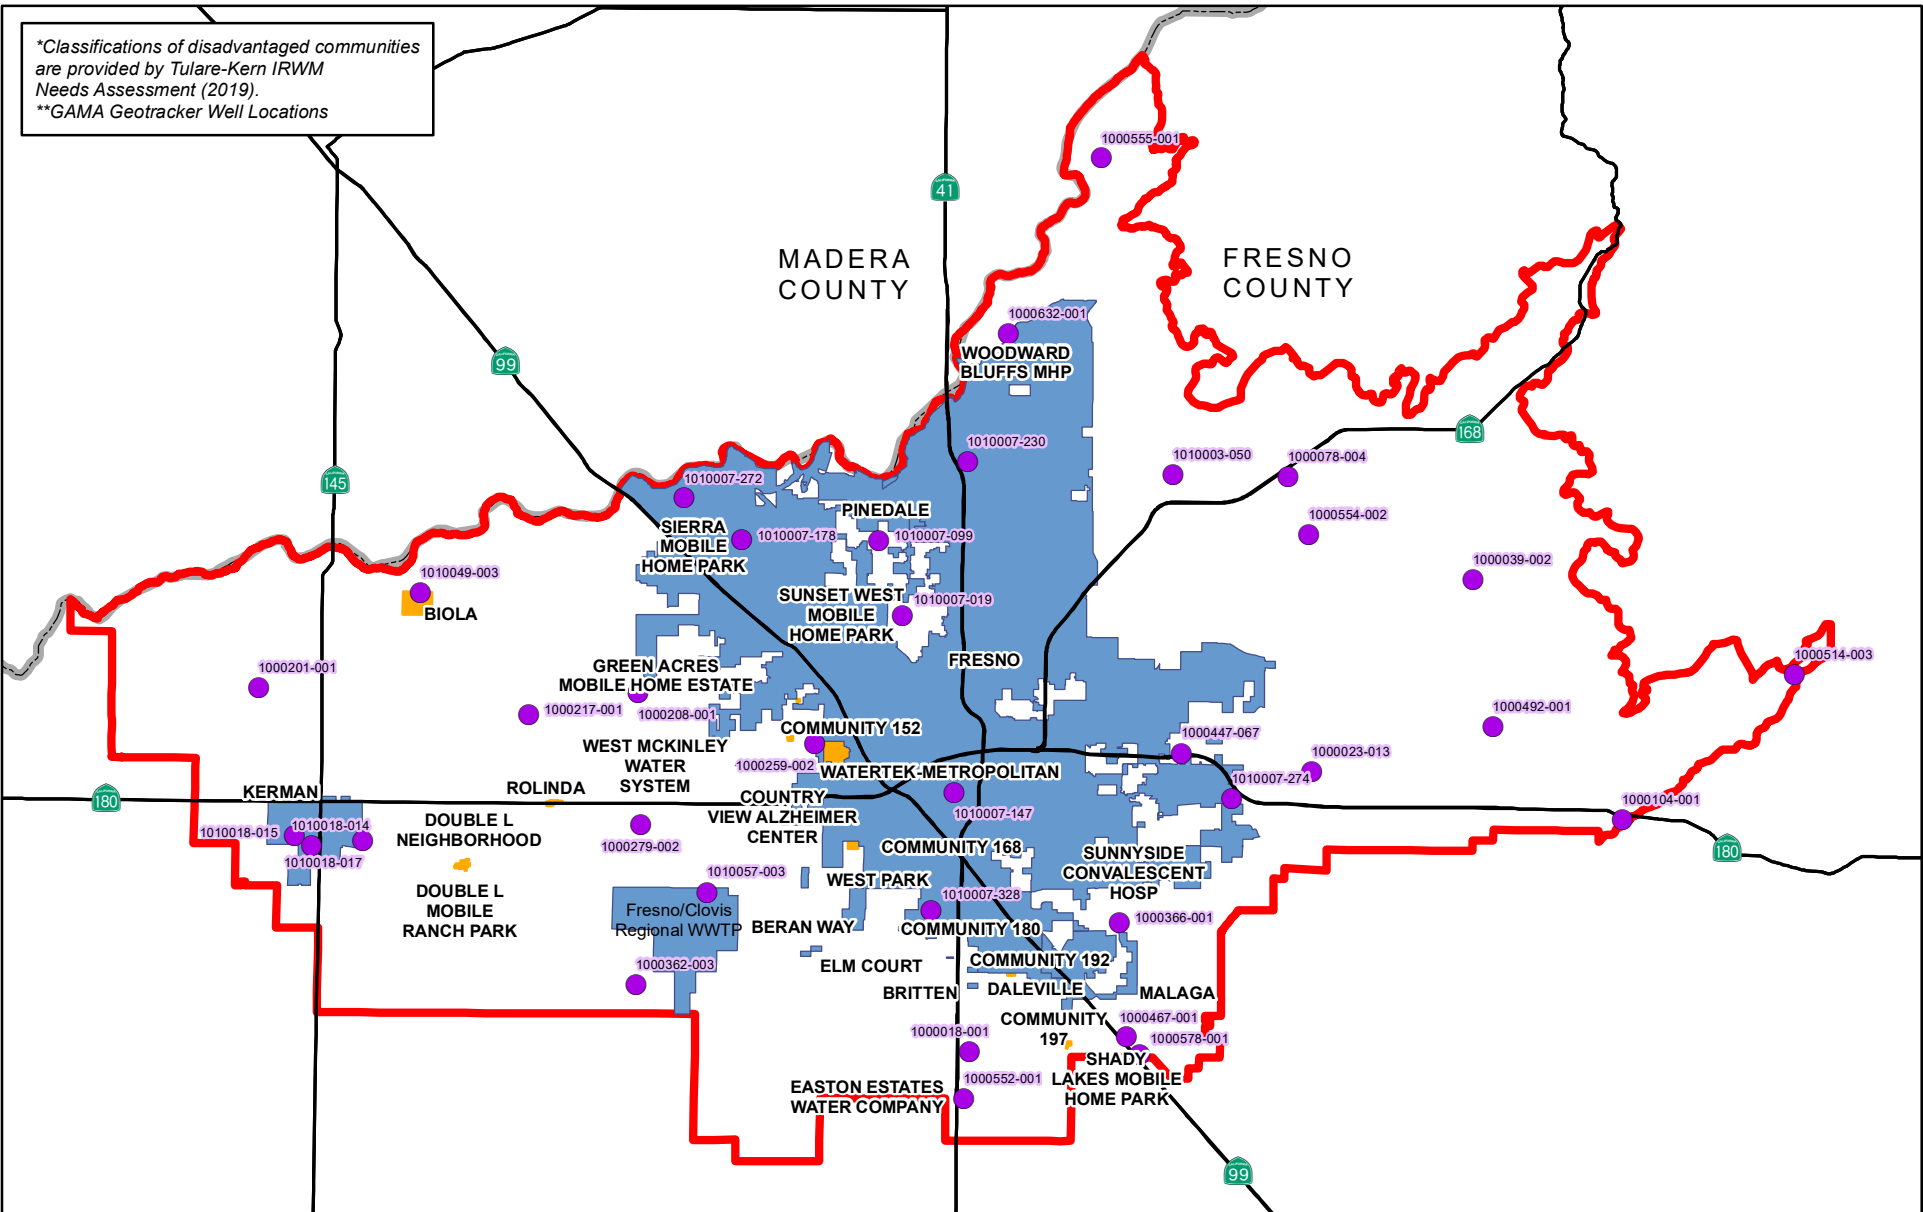 *Classifications of disadvantaged communities
are provided by Tulare-Kern IRWM
Needs Assessment (2019).
**GAMA Geotracker Well Locations
1000555-001
CALIFORNIA
41
MADERA
COUNTY
FRESNO
COUNTY
1000632-001
WOODWARD
BLUFFS MHP
CALIFORNIA
99
CALIFORNIA
168
1010007-230
1010003-050
1000078-004
CALIFORNIA
145
1010007-272
PINEDALE
1000554-002
SIERRA
MOBILE
HOME PARK
1010007-178
1010007-099
1000039-002
1010049-003
BIOLA
SUNSET WEST
MOBILE
HOME PARK
1010007-019
1000201-001
GREEN ACRES
MOBILE HOME ESTATE
FRESNO
1000514-003
1000217-001
1000208-001
1000492-001
COMMUNITY 152
1000447-067
WEST MCKINLEY
WATER
SYSTEM
1000259-002
WATERTEK-METROPOLITAN
1000023-013
1010007-274
CALIFORNIA
180
KERMAN
ROLINDA
COUNTRY
VIEW ALZHEIMER
CENTER
1010007-147
1000104-001
1010018-015
1010018-014
1010018-017
DOUBLE L
NEIGHBORHOOD
1000279-002
COMMUNITY 168
SUNNYSIDE
CONVALESCENT
HOSP
CALIFORNIA
180
DOUBLE L
MOBILE
RANCH PARK
1010057-003
WEST PARK
1010007-328
Fresno/Clovis
Regional WWTP
BERAN WAY
COMMUNITY 180
1000366-001
1000362-003
ELM COURT
COMMUNITY 192
BRITTEN
DALEVILLE
MALAGA
1000018-001
COMMUNITY
197
1000467-001
1000578-001
1000552-001
EASTON ESTATES
WATER COMPANY
SHADY
LAKES MOBILE
HOME PARK
CALIFORNIA
99